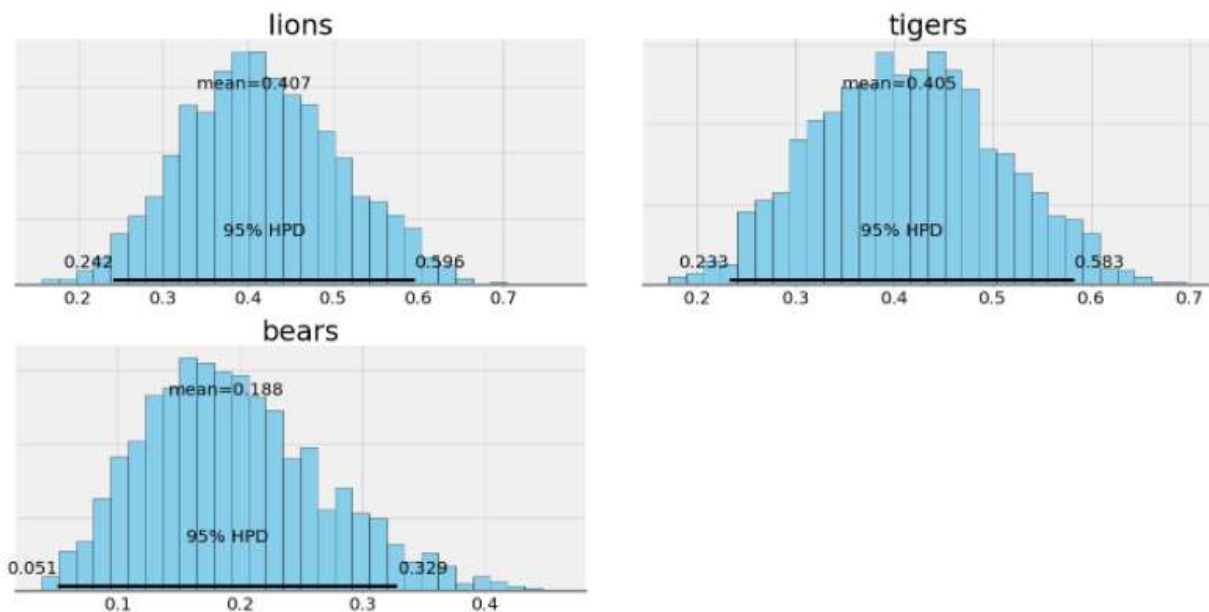 lions
mean=0.407
95% HPD
0.242 0.596
0.2 0.3 0.4 0.5 0.6 0.7
tigers
mean=0.405
95% HPD
0.233 0.583
0.2 0.3 0.4 0.5 0.6 0.7
bears
mean=0.188
95% HPD
0.051 0.329
0.1 0.2 0.3 0.4